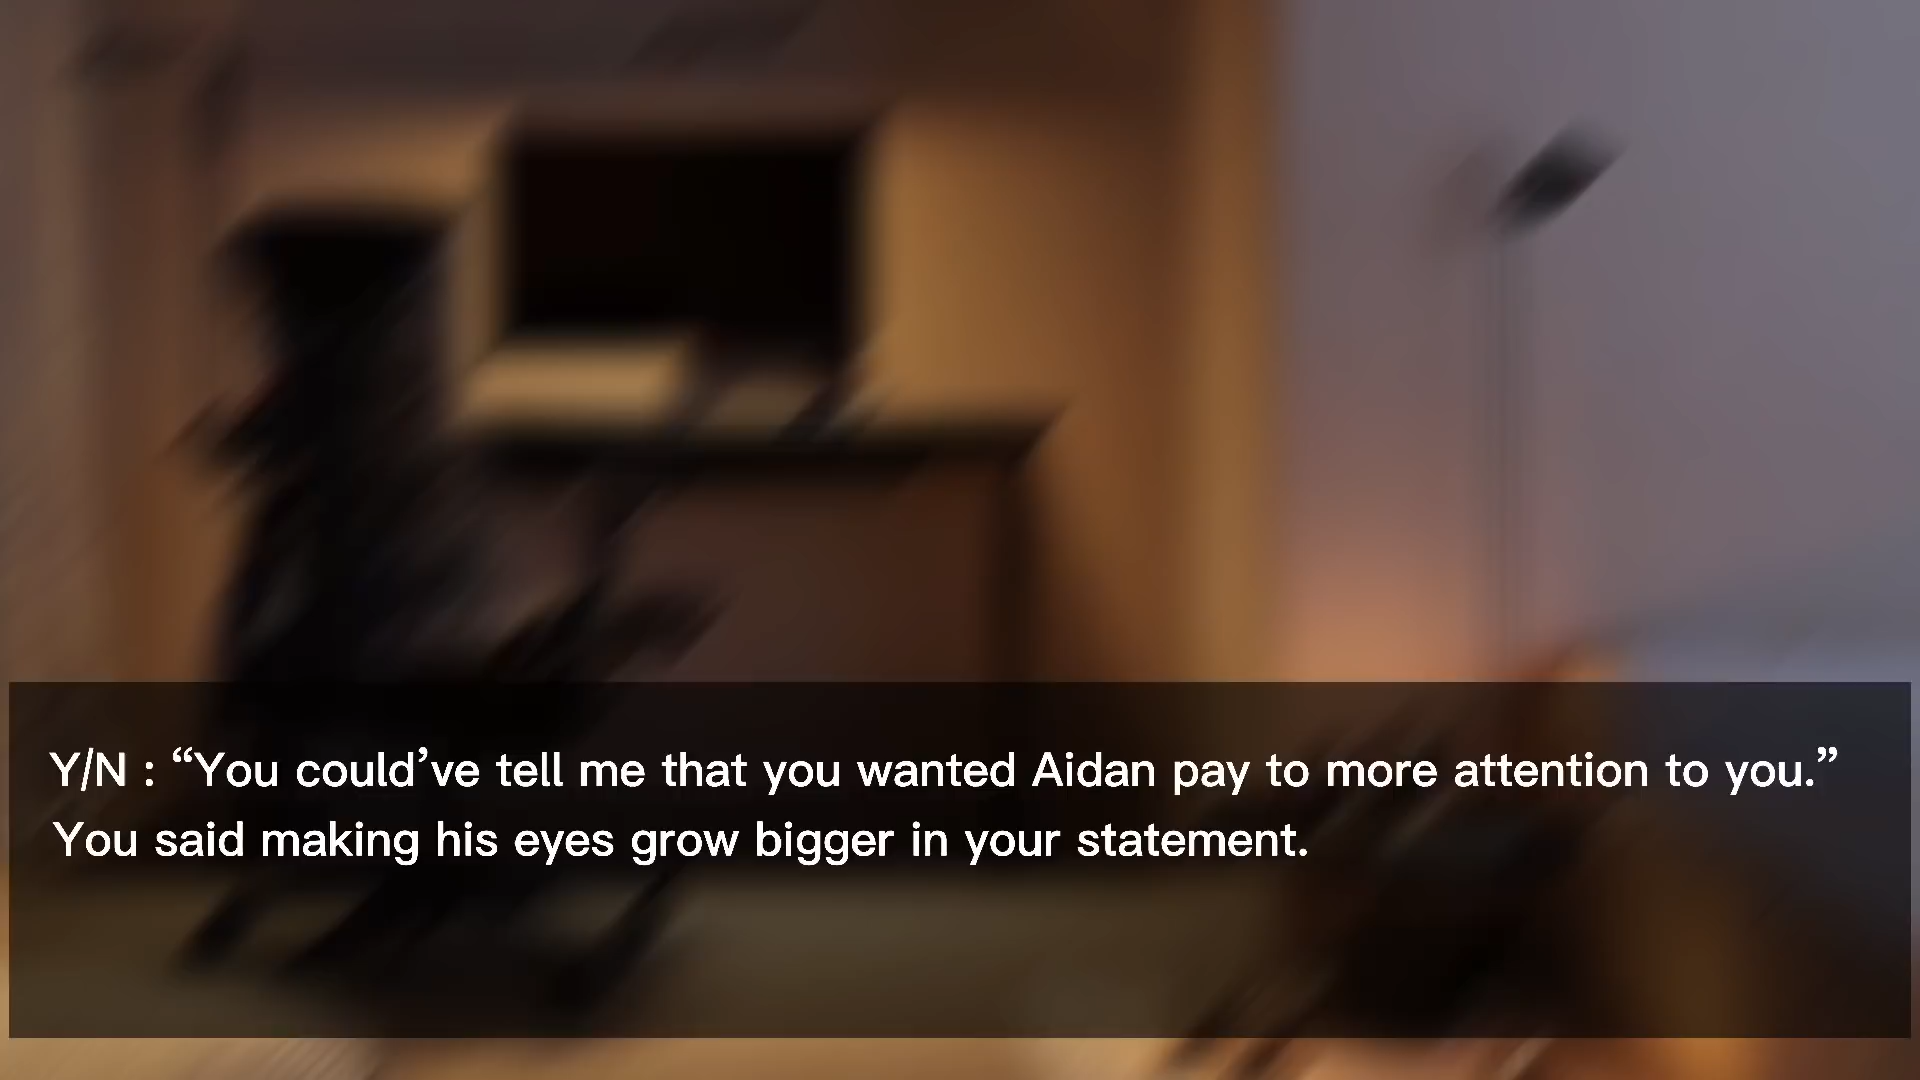 Y/N : “You could’ve tell me that you wanted Aidan pay to more attention to you.”
You said making his eyes grow bigger in your statement.